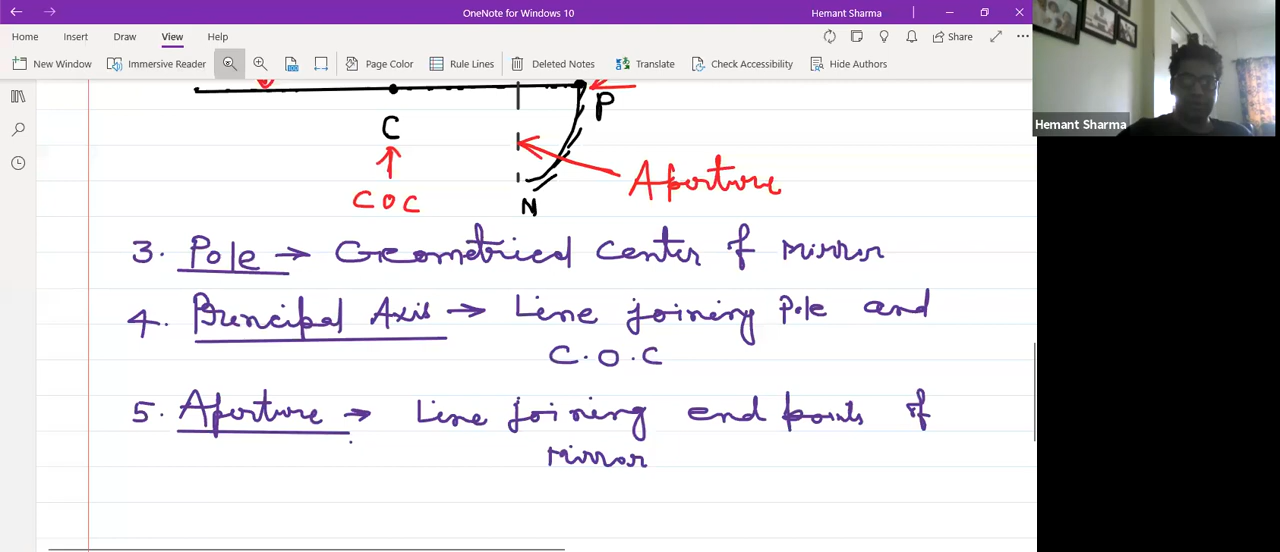 OneNote for Windows 10
Hemant Sharma
Home Insert Draw View Help
Share
New Window Immersive Reader Page Color Rule Lines Deleted Notes Translate Check Accessibility Hide Authors
Hemant Sharma
P
C
COC
Aperture
N
3. Pole → Geometrical Center of Mirror
4. Principal Axis → Line joining Pole and
C.O.C
5. Aperture → Line joining end points of
Mirror